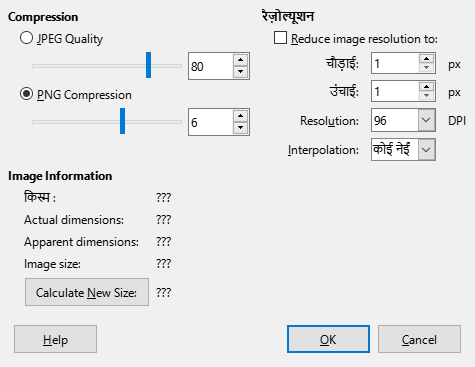 Compression
JPEG Quality
80
PNG Compression
6
रैज़ोल्यूशन
Reduce image resolution to:
चौड़ाई: 1 px
उंचाई: 1 px
Resolution: 96 DPI
Interpolation: कोई नेईं
Image Information
किस्म : ???
Actual dimensions: ???
Apparent dimensions: ???
Image size: ???
Calculate New Size: ???
Help OK Cancel